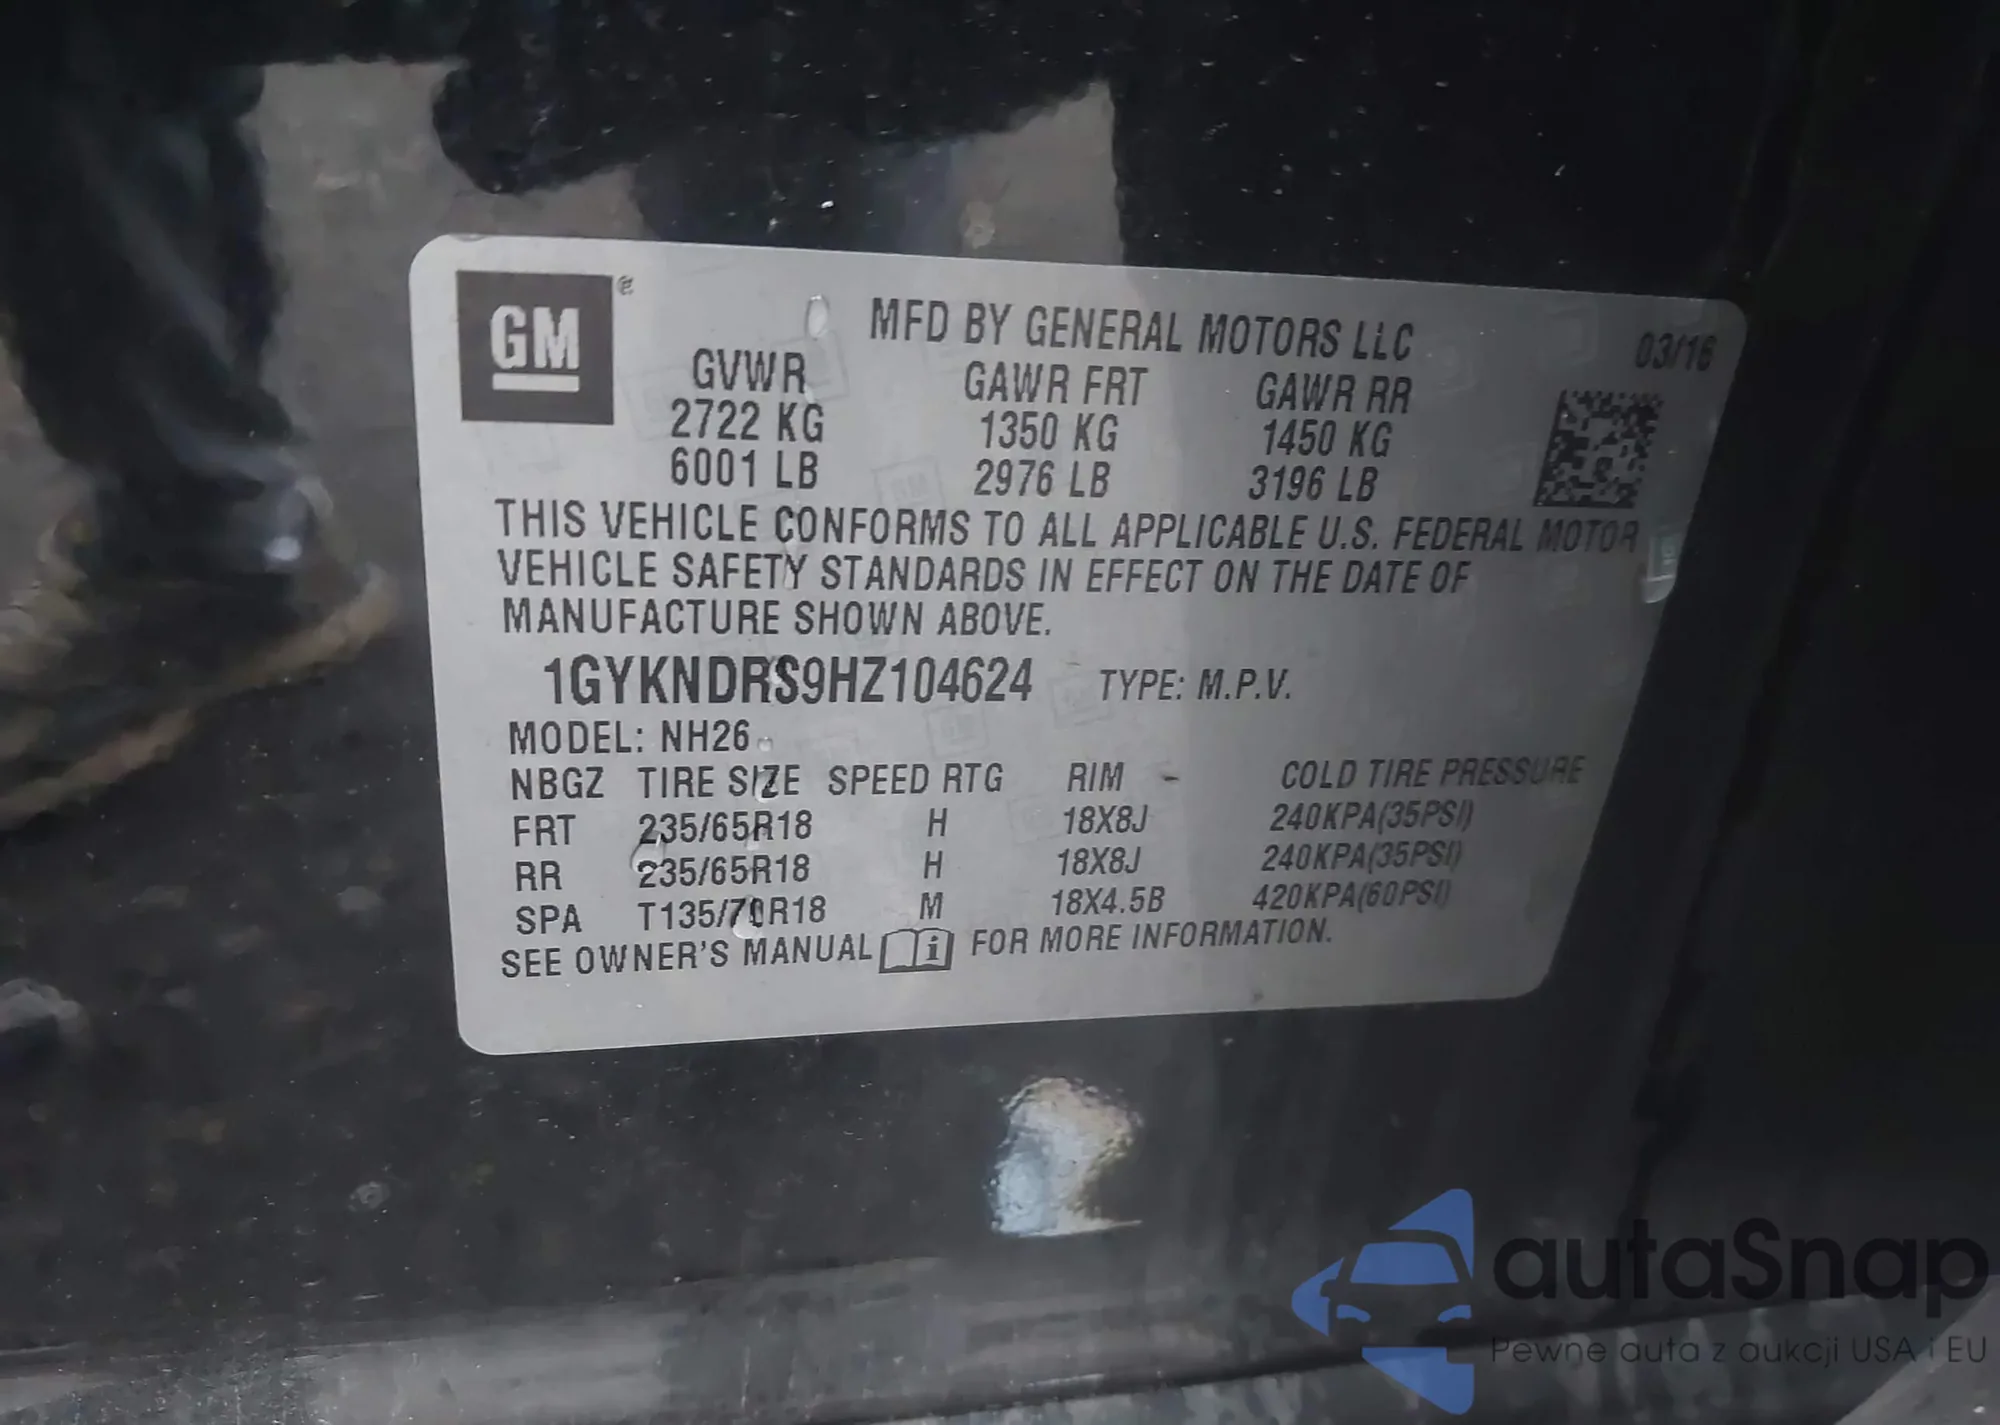 GM®
MFD BY GENERAL MOTORS LLC 03/16
GVWR GAWR FRT GAWR RR
2722 KG 1350 KG 1450 KG
6001 LB 2976 LB 3196 LB
THIS VEHICLE CONFORMS TO ALL APPLICABLE U.S. FEDERAL MOTOR
VEHICLE SAFETY STANDARDS IN EFFECT ON THE DATE OF
MANUFACTURE SHOWN ABOVE.
1GYKNDRS9HZ104624 TYPE: M.P.V.
MODEL: NH26
NBGZ TIRE SIZE SPEED RTG RIM COLD TIRE PRESSURE
FRT 235/65R18 H 18X8J 240KPA(35PSI)
RR 235/65R18 H 18X8J 240KPA(35PSI)
SPA T135/70R18 M 18X4.5B 420KPA(60PSI)
SEE OWNER'S MANUAL i FOR MORE INFORMATION.
autaSnap
Pewne auta z aukcji USA i EU